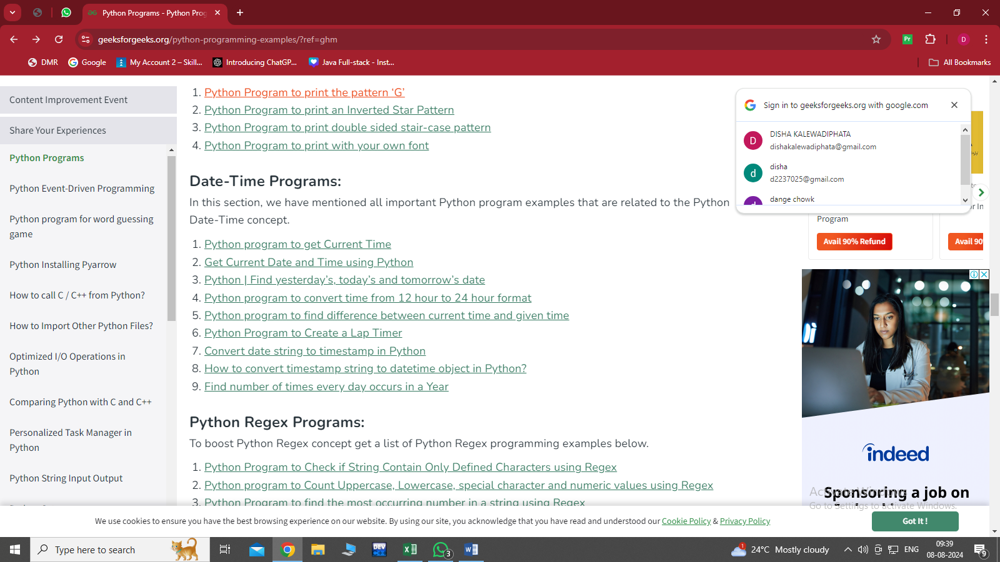 Python Programs - Python Prog
geeksforgeeks.org/python-programming-examples/?ref=ghm
Pr
D
DMR
Google
My Account 2 – Skill...
Introducing ChatGP...
Java Full-stack - Inst...
All Bookmarks
Content Improvement Event
Share Your Experiences
Python Programs
Python Event-Driven Programming
Python program for word guessing
game
Python Installing Pyarrow
How to call C / C++ from Python?
How to Import Other Python Files?
Optimized I/O Operations in
Python
Comparing Python with C and C++
Personalized Task Manager in
Python
Python String Input Output
1. Python Program to print the pattern ‘G’
2. Python Program to print an Inverted Star Pattern
3. Python Program to print double sided stair-case pattern
4. Python Program to print with your own font
Date-Time Programs:
In this section, we have mentioned all important Python program examples that are related to the Python
Date-Time concept.
1. Python program to get Current Time
2. Get Current Date and Time using Python
3. Python | Find yesterday’s, today’s and tomorrow’s date
4. Python program to convert time from 12 hour to 24 hour format
5. Python program to find difference between current time and given time
6. Python Program to Create a Lap Timer
7. Convert date string to timestamp in Python
8. How to convert timestamp string to datetime object in Python?
9. Find number of times every day occurs in a Year
Python Regex Programs:
To boost Python Regex concept get a list of Python Regex programming examples below.
1. Python Program to Check if String Contain Only Defined Characters using Regex
2. Python program to Count Uppercase, Lowercase, special character and numeric values using Regex
3. Python Program to find the most occurring number in a string using Regex
Sign in to geeksforgeeks.org with google.com
D
DISHA KALEWADIPHATA
dishakalewadiphata@gmail.com
d
disha
d2237025@gmail.com
d
dange chowk
Program
Avail 90% Refund
Avail 90
or In
indeed
Sponsoring a job on
Activate Windows
Go to Settings to activate Windows.
We use cookies to ensure you have the best browsing experience on our website. By using our site, you acknowledge that you have read and understood our Cookie Policy & Privacy Policy
Got It !
Type here to search
DEV
3
1
24°C Mostly cloudy
ENG
09:39
08-08-2024
9